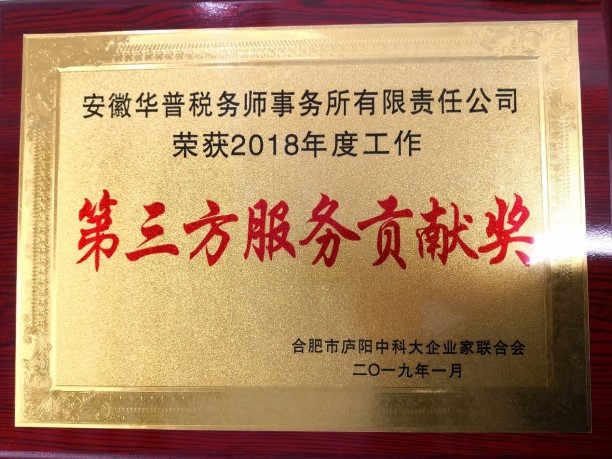 安徽华普税务师事务所有限责任公司
荣获2018年度工作
第三方服务贡献奖
合肥市庐阳中科大企业家联合会
二〇一九年一月